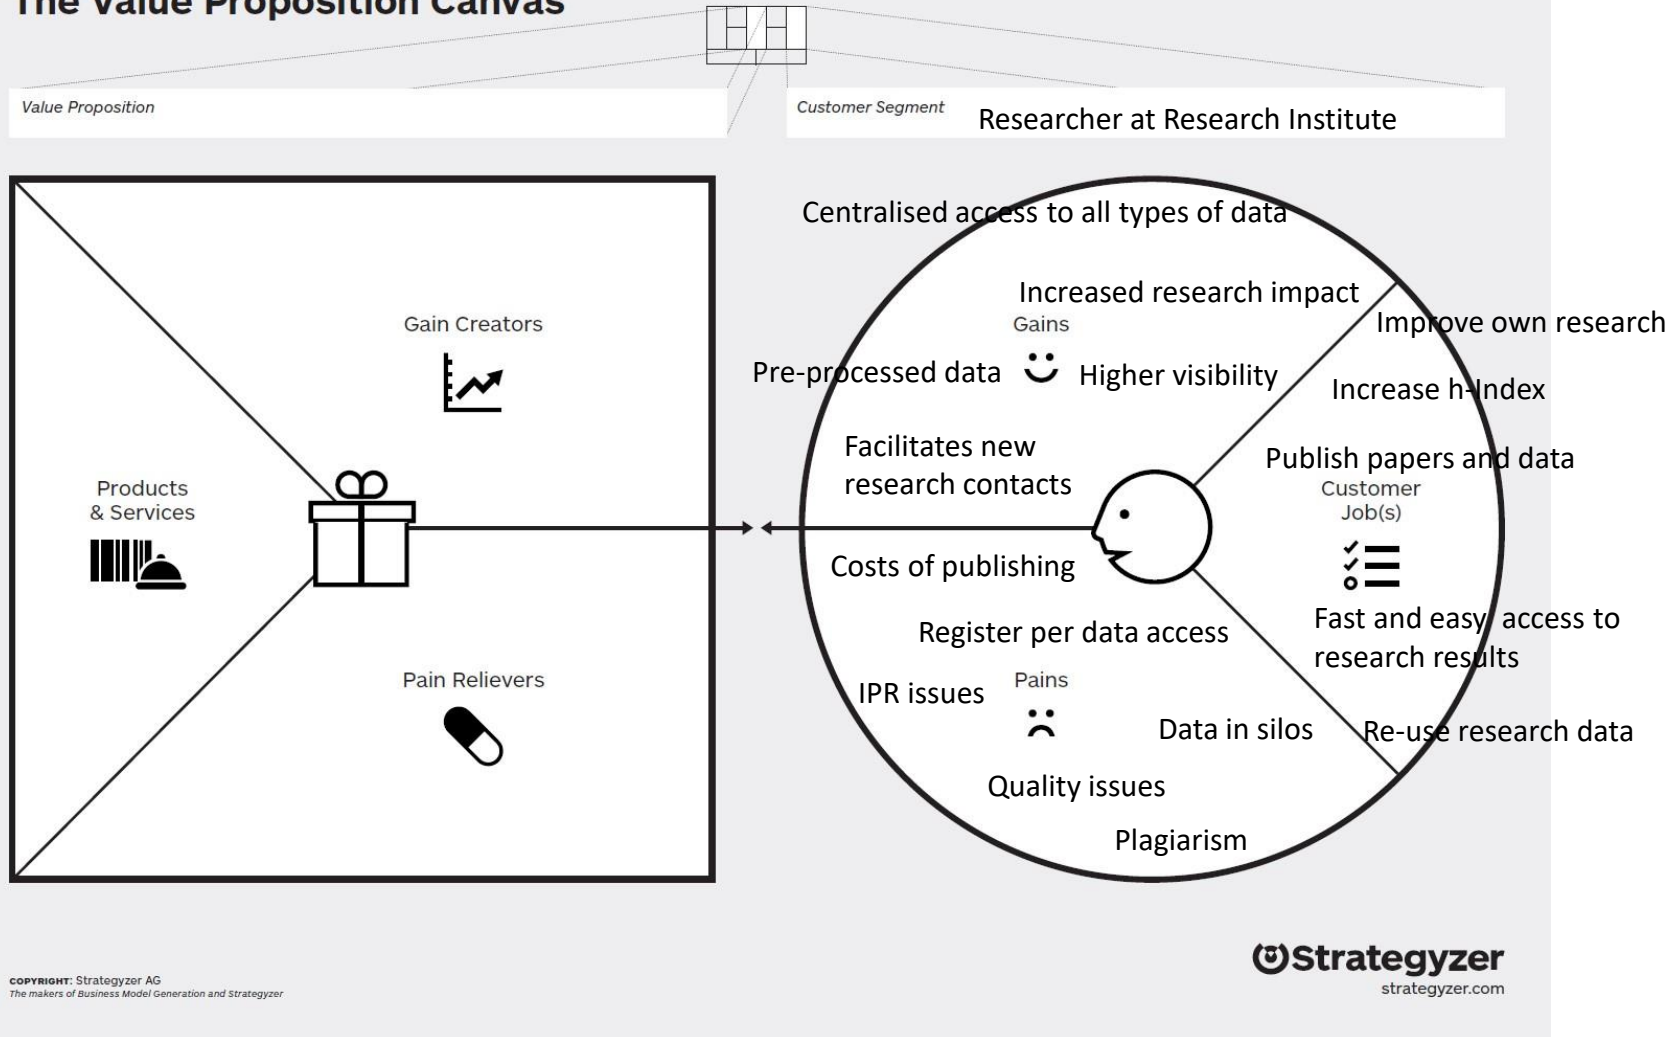 The Value Proposition Canvas
Value Proposition
Customer Segment
Researcher at Research Institute
Gain Creators
Products
& Services
Pain Relievers
Centralised access to all types of data
Increased research impact
Gains
Pre-processed data
Higher visibility
Facilitates new
research contacts
Improve own research
Increase h-Index
Publish papers and data
Customer
Job(s)
Fast and easy access to
research results
Re-use research data
Costs of publishing
Register per data access
IPR issues
Pains
Data in silos
Quality issues
Plagiarism
COPYRIGHT: Strategyzer AG
The makers of Business Model Generation and Strategyzer
Strategyzer
strategyzer.com